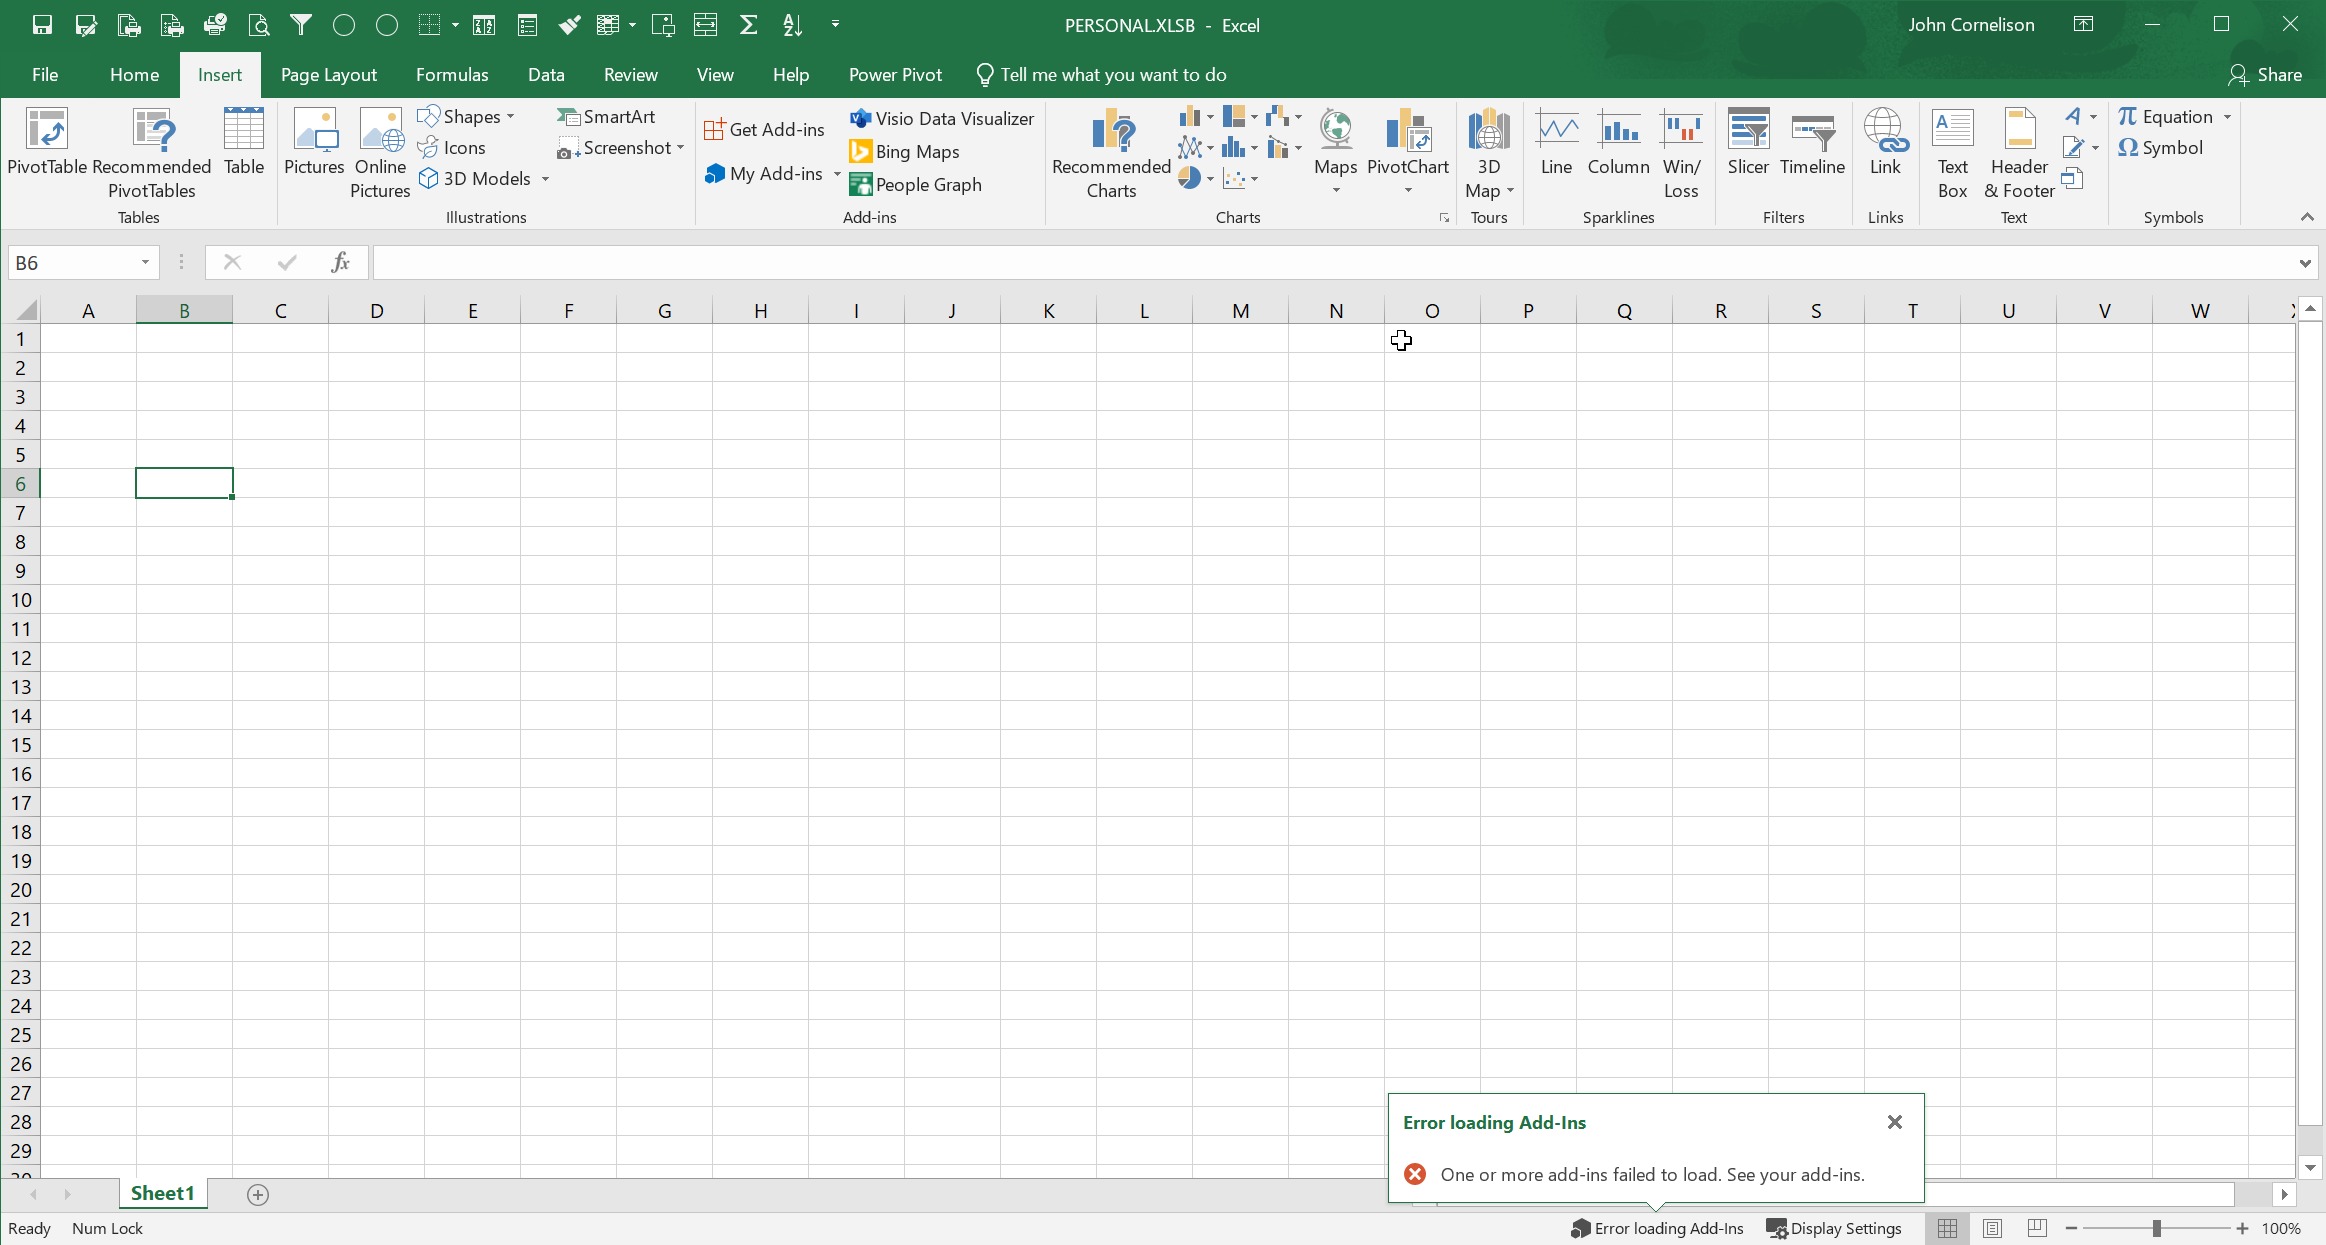 PERSONAL.XLSB - Excel
John Cornelison
File Home Insert Page Layout Formulas Data Review View Help Power Pivot Tell me what you want to do Share
PivotTable
Recommended
PivotTables
Table
Tables
Pictures
Online
Pictures
Shapes
Icons
3D Models
SmartArt
Screenshot
Illustrations
Get Add-ins
My Add-ins
Visio Data Visualizer
Bing Maps
People Graph
Add-ins
Recommended
Charts
Maps
PivotChart
Charts
3D
Map
Tours
Line
Column
Win/
Loss
Sparklines
Slicer
Timeline
Filters
Link
Links
Text
Box
Header
& Footer
Text
π Equation
Ω Symbol
Symbols
B6
fx
A B C D E F G H I J K L M N O P Q R S T U V W
1
2
3
4
5
6
7
8
9
10
11
12
13
14
15
16
17
18
19
20
21
22
23
24
25
26
27
28
29
Error loading Add-Ins
One or more add-ins failed to load. See your add-ins.
Sheet1
Ready Num Lock Error loading Add-Ins Display Settings 100%